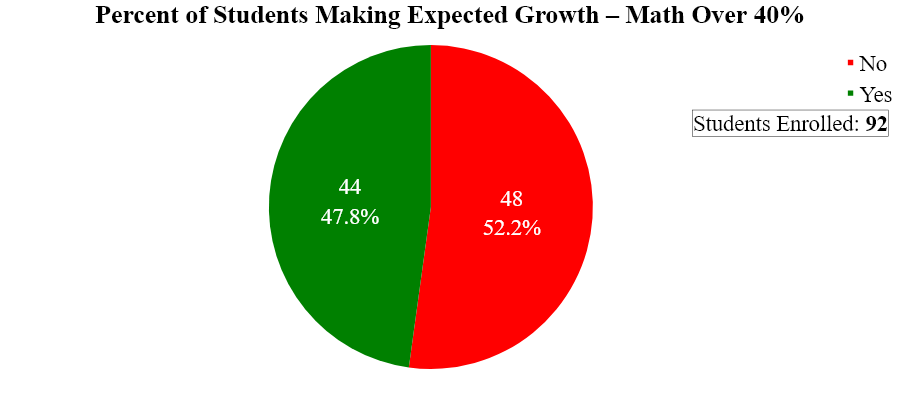 Percent of Students Making Expected Growth – Math Over 40%
No
Yes
Students Enrolled: 92
44
47.8%
48
52.2%